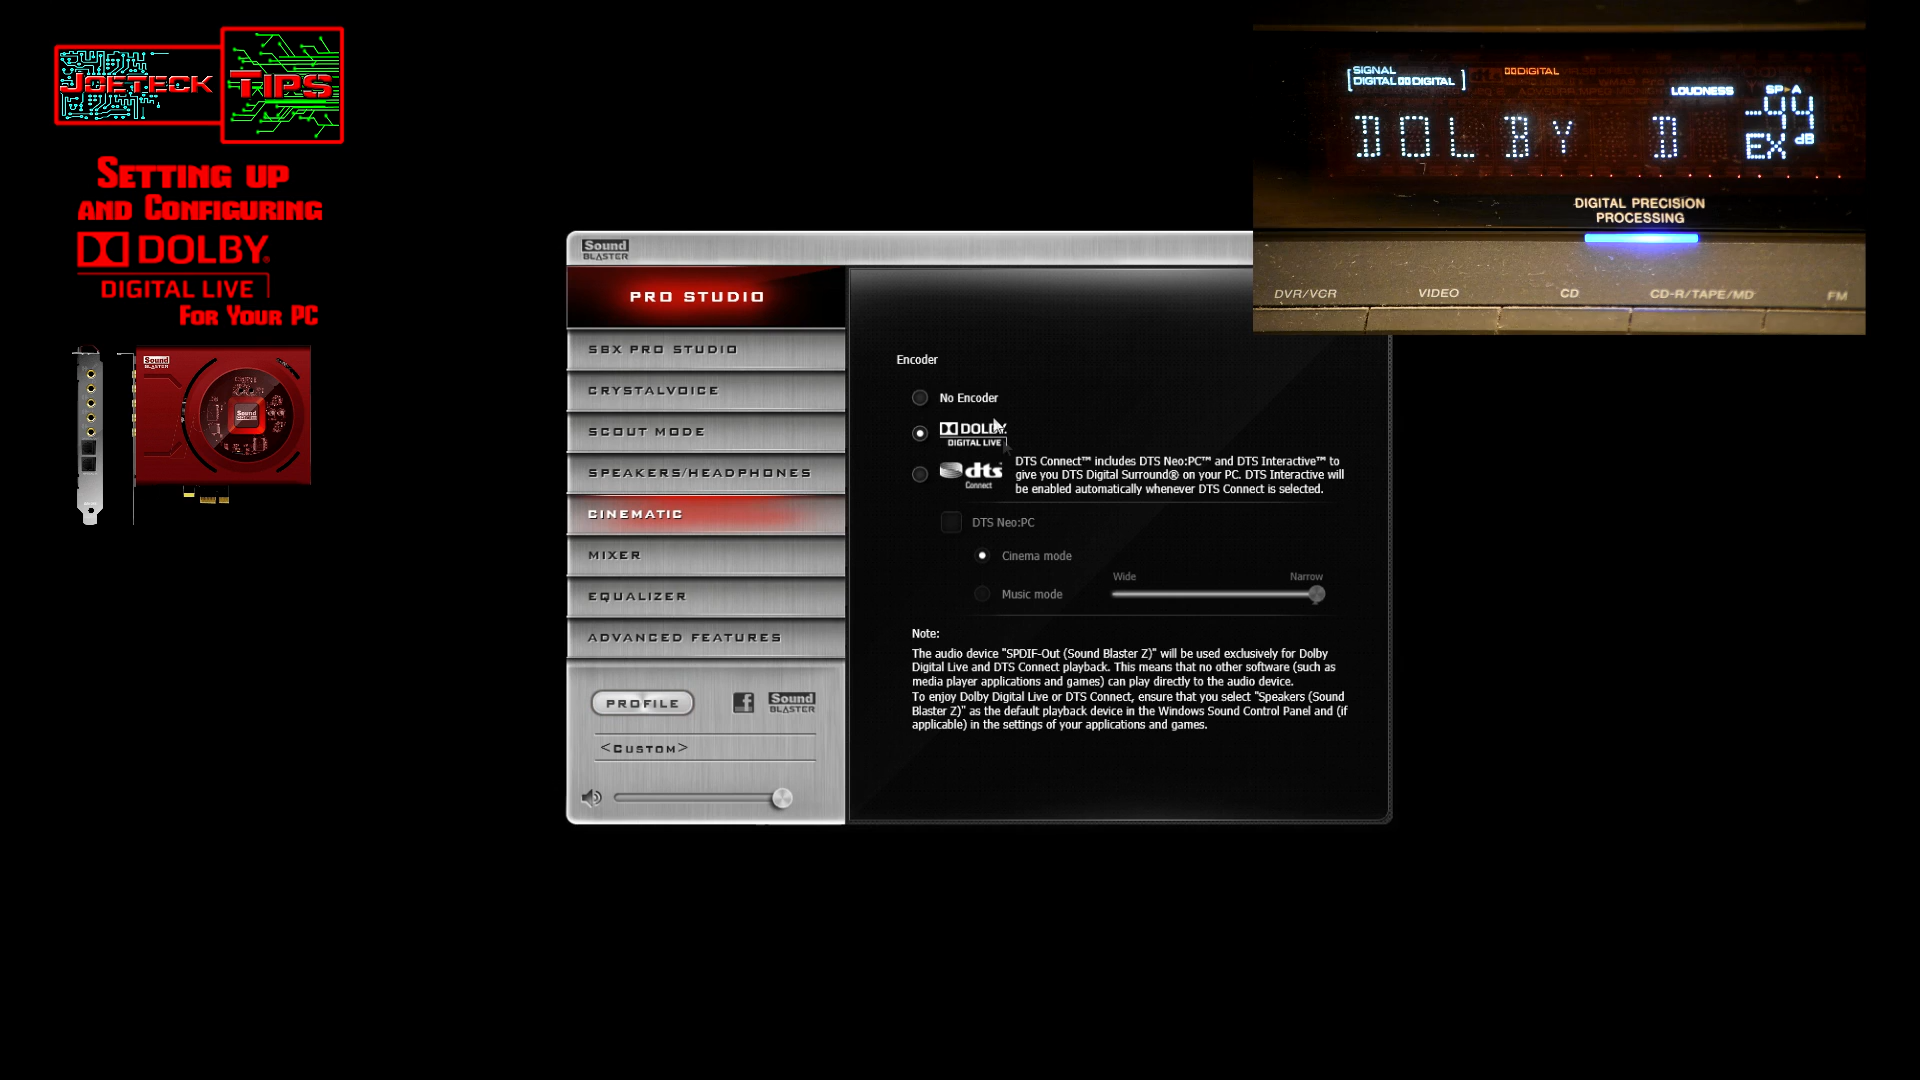 JOETECK TIPS
SETTING UP
AND CONFIGURING
DOLBY
DIGITAL LIVE
FOR YOUR PC
Sound
BLASTER
Sound
BLASTER
PRO STUDIO
SBX PRO STUDIO
CRYSTALVOICE
SCOUT MODE
SPEAKERS/HEADPHONES
CINEMATIC
MIXER
EQUALIZER
ADVANCED FEATURES
PROFILE
f
Sound
BLASTER
<CUSTOM>
Encoder
No Encoder
DOLBY
DIGITAL LIVE
dts
Connect
DTS Connect™ includes DTS Neo:PC™ and DTS Interactive™ to
give you DTS Digital Surround® on your PC. DTS Interactive will
be enabled automatically whenever DTS Connect is selected.
DTS Neo:PC
Cinema mode
Wide Narrow
Music mode
Note:
The audio device "SPDIF-Out (Sound Blaster Z)" will be used exclusively for Dolby
Digital Live and DTS Connect playback. This means that no other software (such as
media player applications and games) can play directly to the audio device.
To enjoy Dolby Digital Live or DTS Connect, ensure that you select "Speakers (Sound
Blaster Z)" as the default playback device in the Windows Sound Control Panel and (if
applicable) in the settings of your applications and games.
SIGNAL
DIGITAL DIGITAL
DIGITAL
LOUDNESS
SP►A
DOLBY D
-44
dB
EX
DIGITAL PRECISION
PROCESSING
DVR/VCR VIDEO CD CD-R/TAPE/MD FM